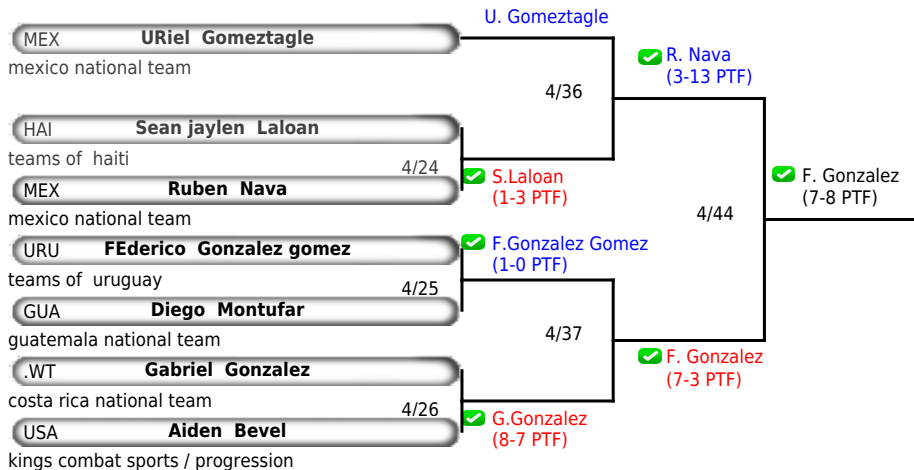 U. Gomeztagle
MEX URiel Gomeztagle
mexico national team
R. Nava
(3-13 PTF)
4/36
HAI Sean jaylen Laloan
teams of haiti
4/24
S.Laloan
(1-3 PTF)
MEX Ruben Nava
mexico national team
F. Gonzalez
(7-8 PTF)
4/44
URU FEderico Gonzalez gomez
teams of uruguay
F.Gonzalez Gomez
(1-0 PTF)
4/25
GUA Diego Montufar
guatemala national team
4/37
F. Gonzalez
(7-3 PTF)
.WT Gabriel Gonzalez
costa rica national team
4/26
G.Gonzalez
(8-7 PTF)
USA Aiden Bevel
kings combat sports / progression